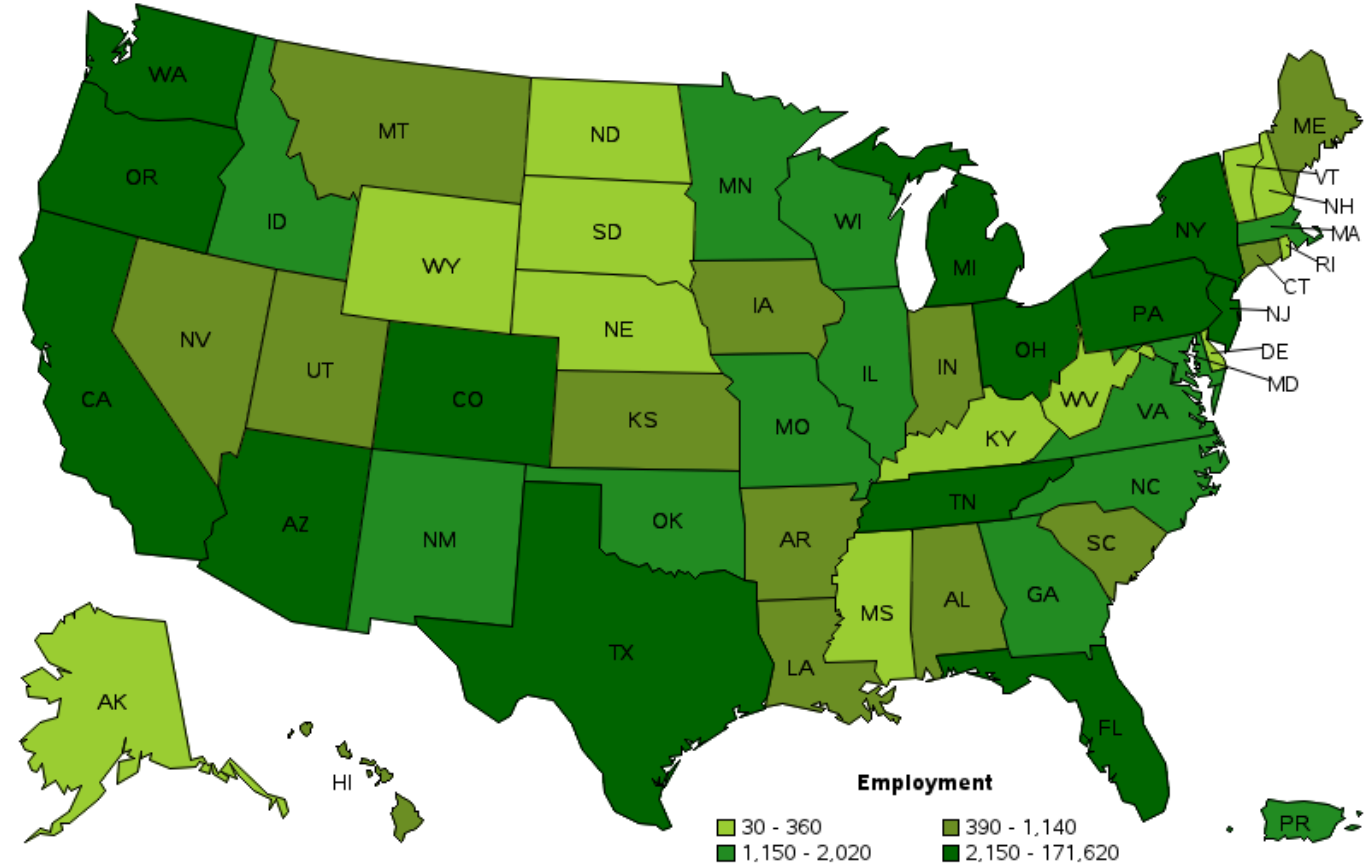 WA
ME
MT
ND
VT
OR
MN
NH
ID
WI
NY
MA
SD
WY
MI
RI
CT
IA
PA
NJ
NE
NV
OH
DE
UT
IL
IN
MD
CA
CO
WV
VA
KS
MO
KY
NC
TN
AZ
OK
NM
AR
SC
GA
AL
MS
TX
LA
AK
FL
HI
Employment
PR
30 - 360
390 - 1,140
1,150 - 2,020
2,150 - 171,620